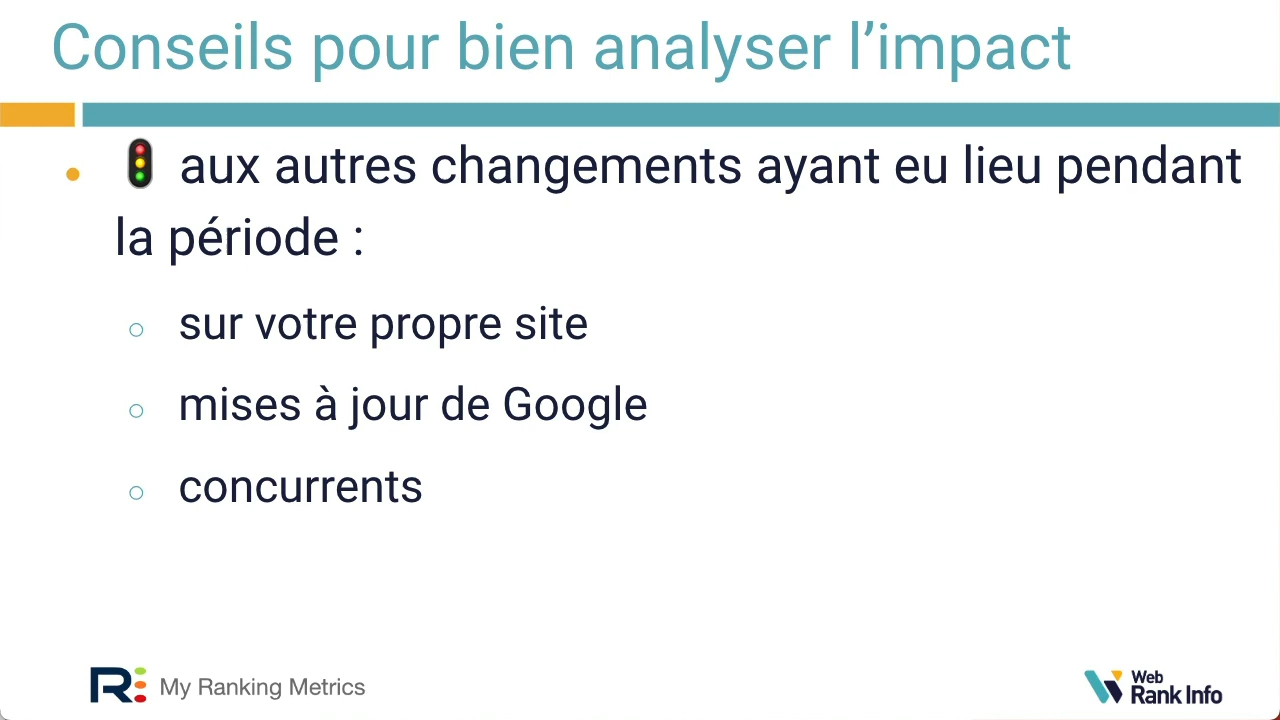 Conseils pour bien analyser l’impact
🚦 aux autres changements ayant eu lieu pendant
la période :
sur votre propre site
mises à jour de Google
concurrents
My Ranking Metrics
Web
Rank Info